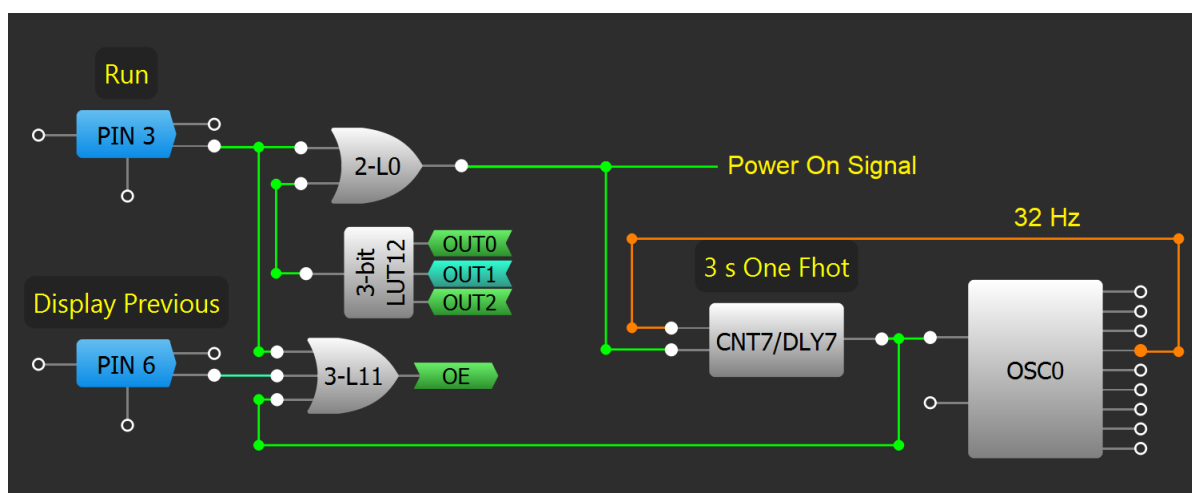 Run
PIN 3
2-L0
Power On Signal
32 Hz
3-bit
LUT12
OUT0
OUT1
OUT2
3 s One Fhot
Display Previous
CNT7/DLY7
PIN 6
3-L11
OE
OSC0